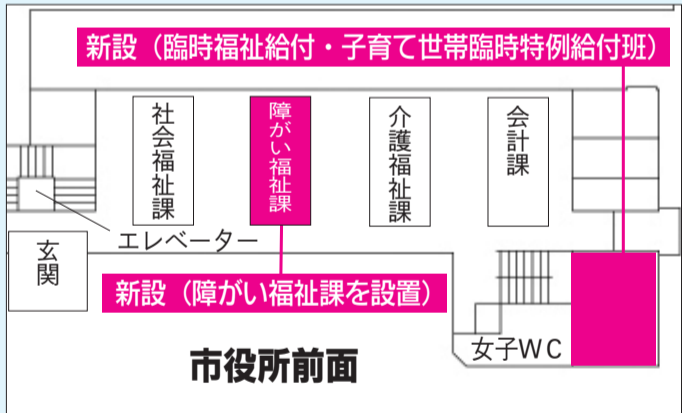 新設（臨時福祉給付・子育て世帯臨時特例給付班）
社会福祉課
障がい福祉課
介護福祉課
会計課
エレベーター
玄関
新設（障がい福祉課を設置）
女子WC
市役所前面